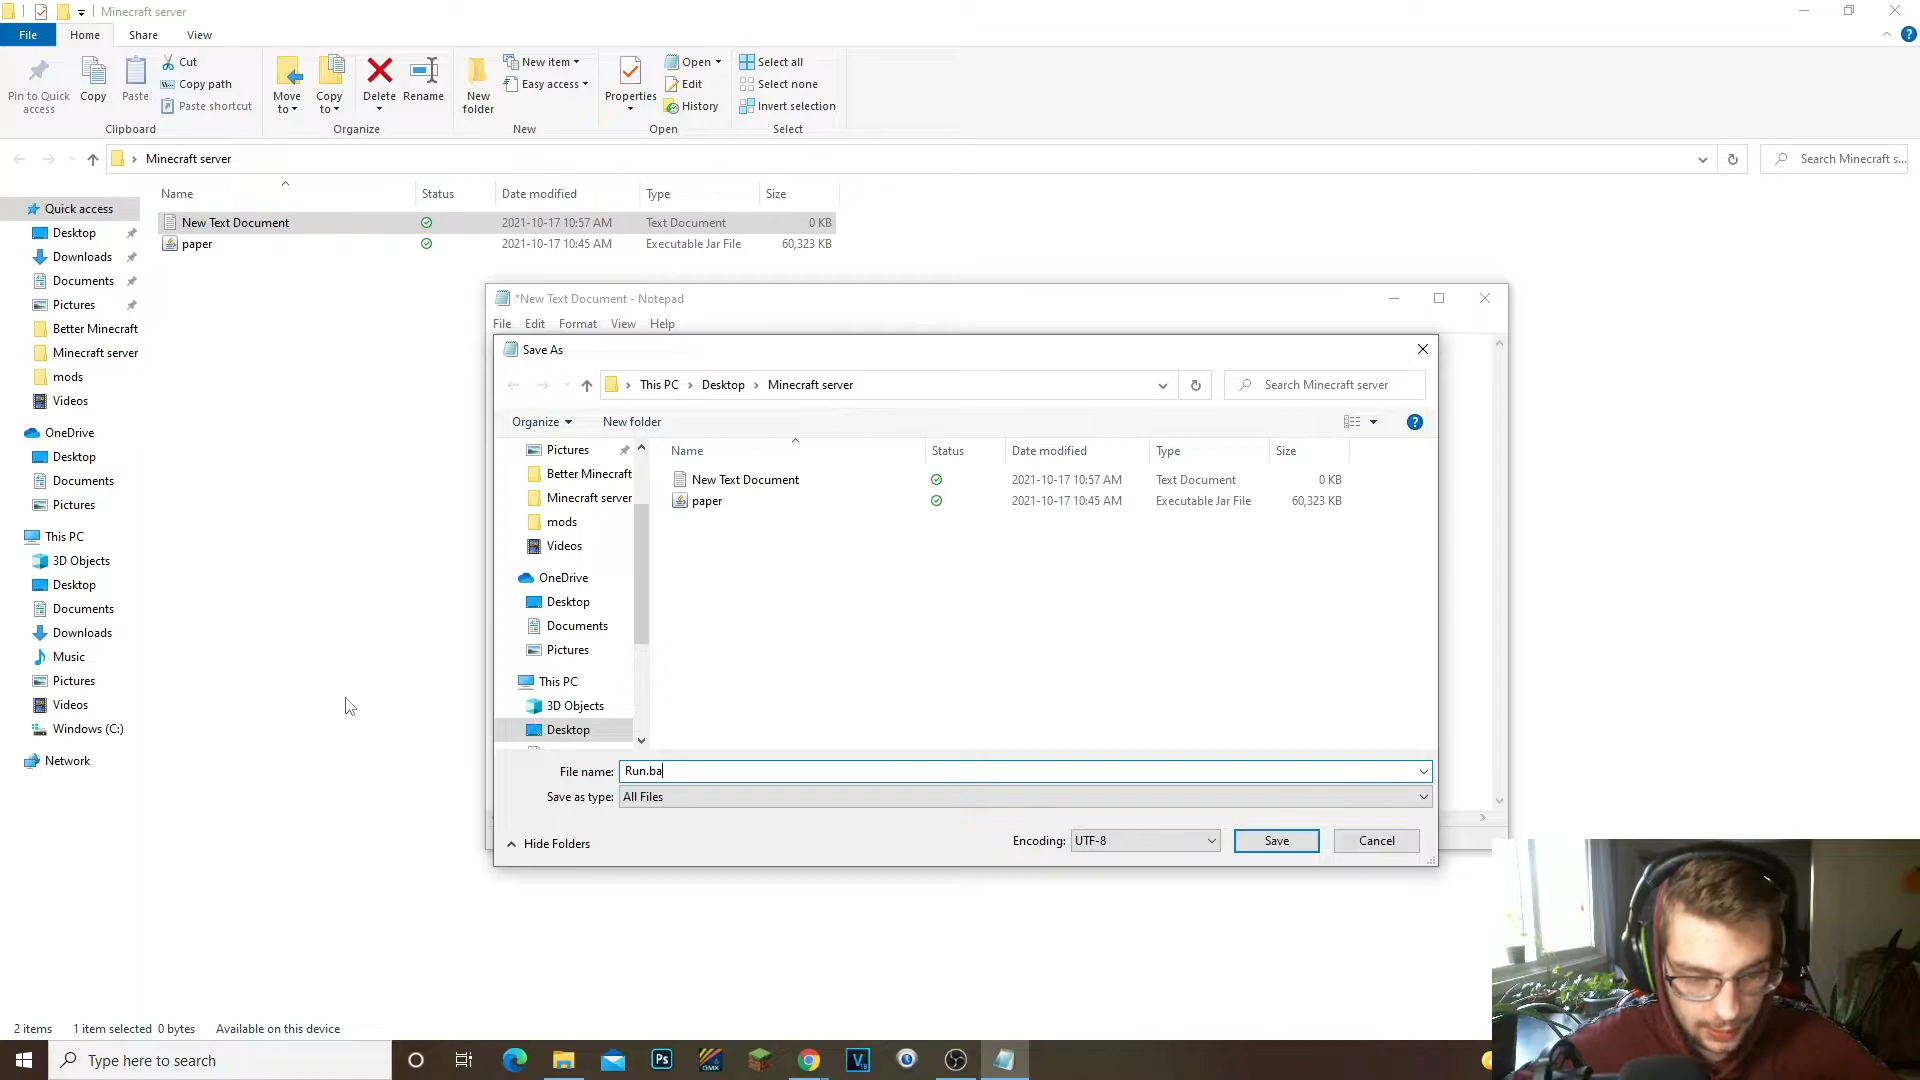 Minecraft server
File Home Share View
Pin to Quick access
Copy
Paste
Cut
Copy path
Paste shortcut
Clipboard
Move to
Copy to
Delete
Rename
Organize
New folder
New item
Easy access
New
Properties
Open
Edit
History
Open
Select all
Select none
Invert selection
Select
Minecraft server
Search Minecraft s...
Name Status Date modified Type Size
New Text Document 2021-10-17 10:57 AM Text Document 0 KB
paper 2021-10-17 10:45 AM Executable Jar File 60,323 KB
Quick access
Desktop
Downloads
Documents
Pictures
Better Minecraft
Minecraft server
mods
Videos
OneDrive
Desktop
Documents
Pictures
This PC
3D Objects
Desktop
Documents
Downloads
Music
Pictures
Videos
Windows (C:)
Network
*New Text Document - Notepad
File Edit Format View Help
Save As
This PC Desktop Minecraft server
Search Minecraft server
Organize New folder
Name Status Date modified Type Size
New Text Document 2021-10-17 10:57 AM Text Document 0 KB
paper 2021-10-17 10:45 AM Executable Jar File 60,323 KB
Pictures
Better Minecraft
Minecraft server
mods
Videos
OneDrive
Desktop
Documents
Pictures
This PC
3D Objects
Desktop
File name: Run.ba
Save as type: All Files
Hide Folders
Encoding: UTF-8
Save
Cancel
2 items 1 item selected 0 bytes Available on this device
Type here to search
Ps
GMX
V
18